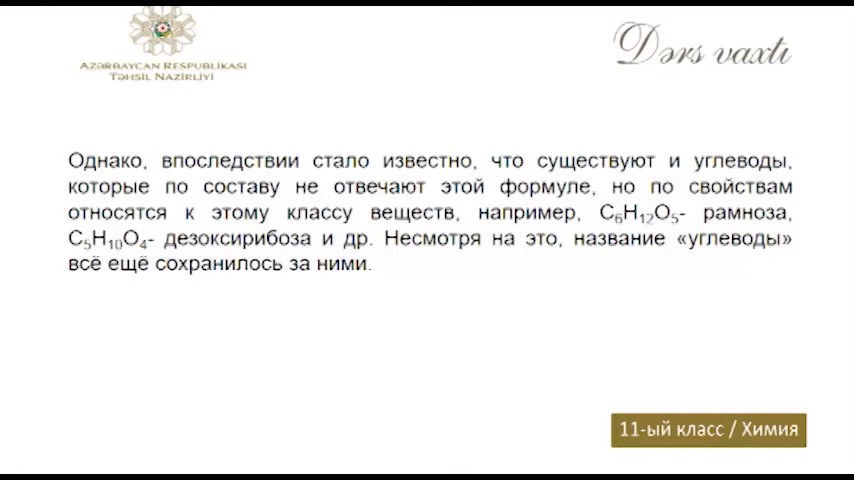 AZƏRBAYCAN RESPUBLİKASI
TƏHSİL NAZİRLİYİ
Dərs vaxtı
Однако, впоследствии стало известно, что существуют и углеводы,
которые по составу не отвечают этой формуле, но по свойствам
относятся к этому классу веществ, например, C₆H₁₂O₅- рамноза,
C₅H₁₀O₄- дезоксирибоза и др. Несмотря на это, название «углеводы»
всё ещё сохранилось за ними.
11-ый класс / Химия